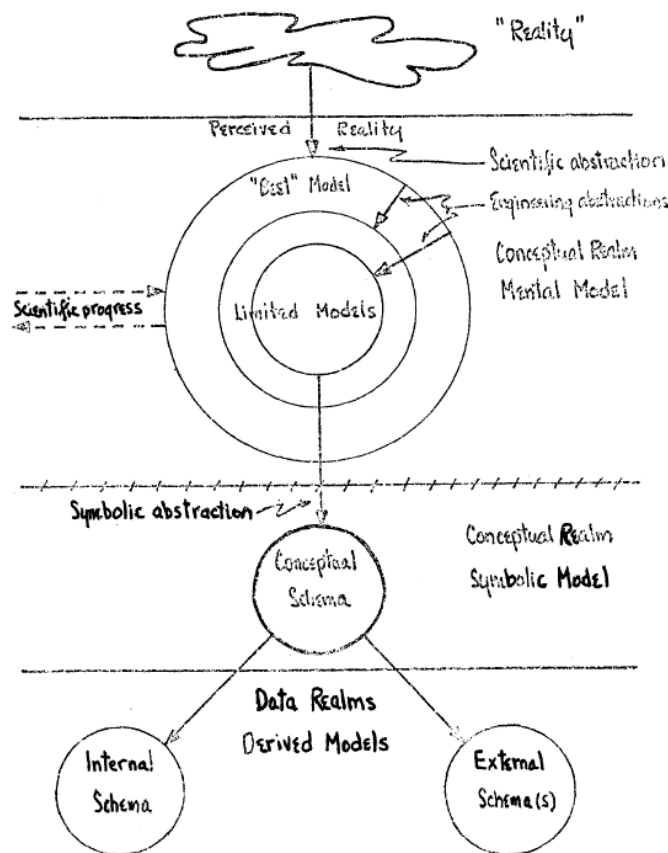 "Reality"
Perceived Reality
Scientific abstraction
"Best" Model
Engineering abstractions
Conceptual Realm
Mental Model
Scientific progress
Limited Models
Symbolic abstraction
Conceptual Realm
Symbolic Model
Conceptual
Schema
Data Realms
Derived Models
Internal
Schema
External
Schema(s)